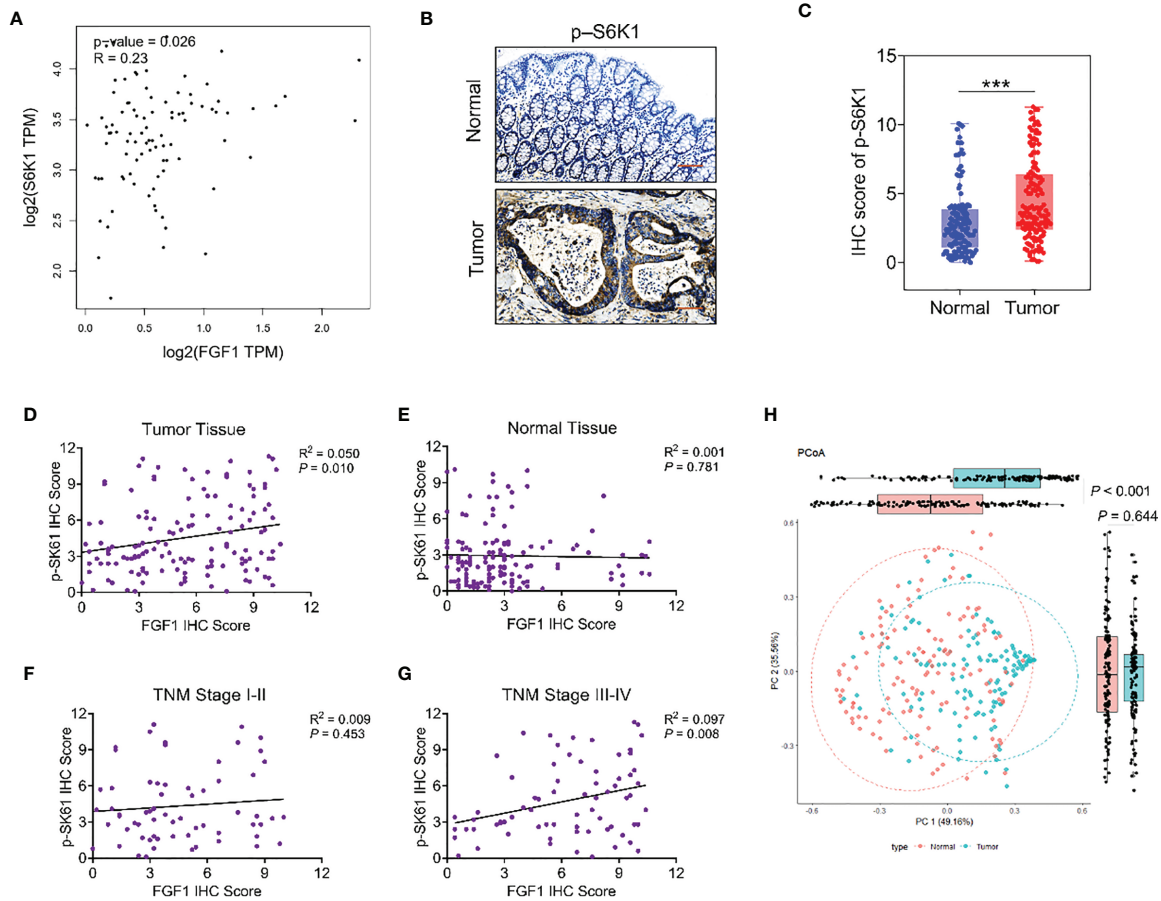 A
p-value = 0.026
R = 0.23
log2(S6K1 TPM)
4.0
3.5
3.0
2.5
2.0
0.0 0.5 1.0 1.5 2.0
log2(FGF1 TPM)
B
p–S6K1
Normal
Tumor
C
IHC score of p-S6K1
15
10
5
0
***
Normal Tumor
D
Tumor Tissue
R2 = 0.050
P = 0.010
p-SK61 IHC Score
12
9
6
3
0
0 3 6 9 12
FGF1 IHC Score
E
Normal Tissue
R2 = 0.001
P = 0.781
p-SK61 IHC Score
12
9
6
3
0
0 3 6 9 12
FGF1 IHC Score
F
TNM Stage I-II
R2 = 0.009
P = 0.453
p-SK61 IHC Score
12
9
6
3
0
0 3 6 9 12
FGF1 IHC Score
G
TNM Stage III-IV
R2 = 0.097
P = 0.008
p-SK61 IHC Score
12
9
6
3
0
0 3 6 9 12
FGF1 IHC Score
H
PCoA
P < 0.001
P = 0.644
PC 2 (35.56%)
0.6
0.3
0.0
-0.3
-0.6 -0.3 0.0 0.3 0.6
PC 1 (49.16%)
type Normal Tumor